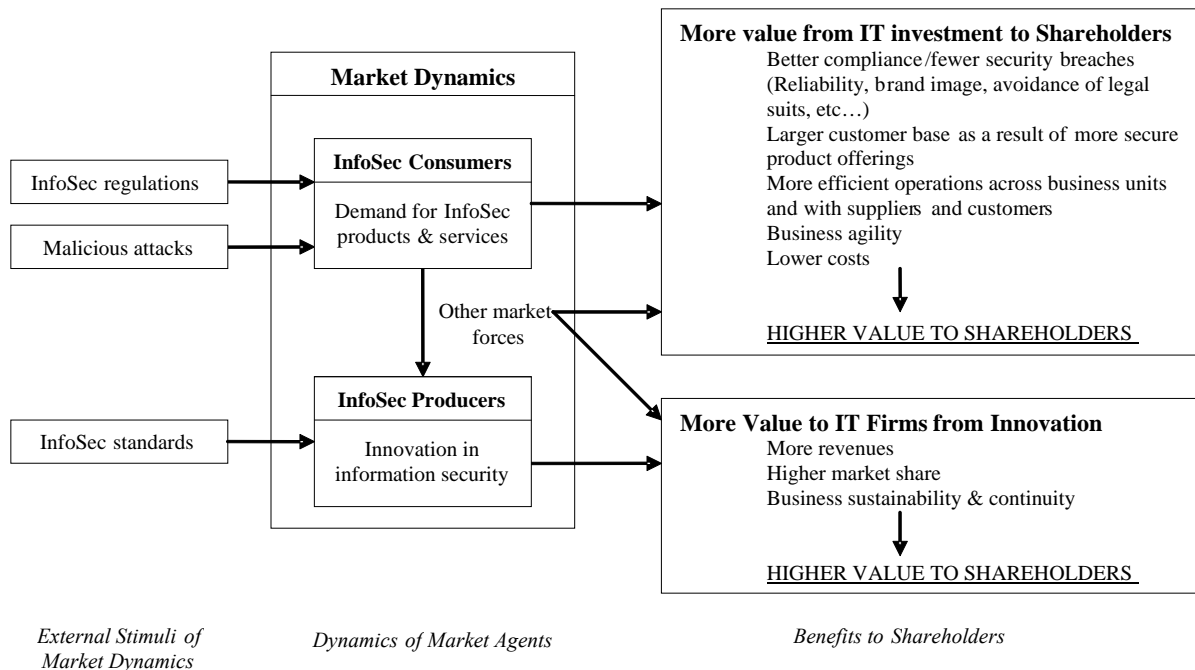 Market Dynamics
InfoSec regulations
Malicious attacks
InfoSec standards
InfoSec Consumers
Demand for InfoSec
products & services
Other market
forces
InfoSec Producers
Innovation in
information security
More value from IT investment to Shareholders
Better compliance/fewer security breaches
(Reliability, brand image, avoidance of legal
suits, etc…)
Larger customer base as a result of more secure
product offerings
More efficient operations across business units
and with suppliers and customers
Business agility
Lower costs
HIGHER VALUE TO SHAREHOLDERS
More Value to IT Firms from Innovation
More revenues
Higher market share
Business sustainability & continuity
HIGHER VALUE TO SHAREHOLDERS
External Stimuli of
Market Dynamics
Dynamics of Market Agents
Benefits to Shareholders